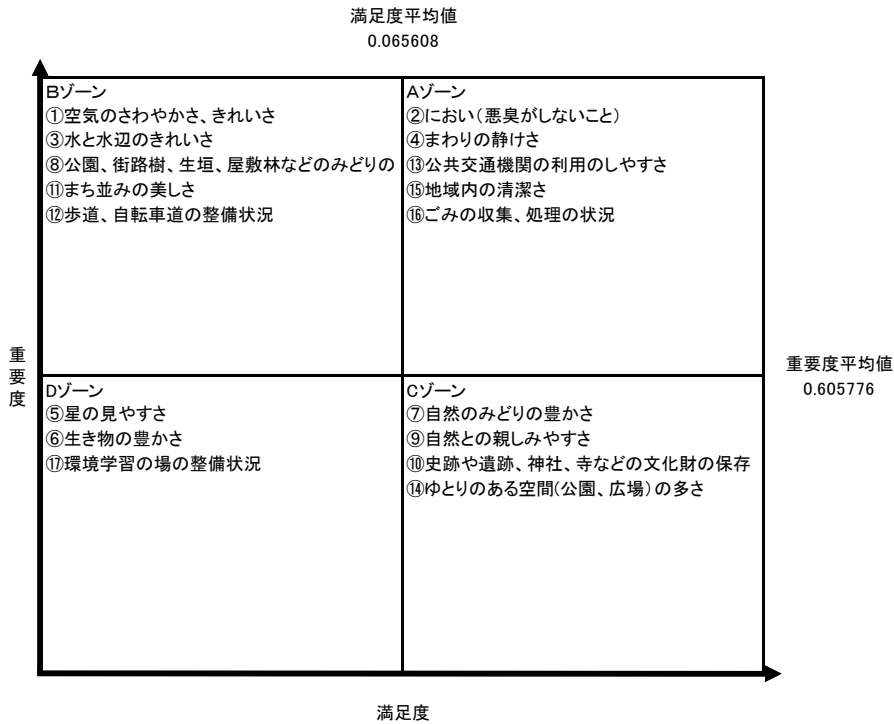 満足度平均値
0.065608
Bゾーン
①空気のさわやかさ、きれいさ
③水と水辺のきれいさ
⑧公園、街路樹、生垣、屋敷林などのみどりの
⑪まち並みの美しさ
⑫歩道、自転車道の整備状況
Aゾーン
②におい(悪臭がしないこと)
④まわりの静けさ
⑬公共交通機関の利用のしやすさ
⑮地域内の清潔さ
⑯ごみの収集、処理の状況
重要度
重要度平均値
0.605776
Dゾーン
⑤星の見やすさ
⑥生き物の豊かさ
⑰環境学習の場の整備状況
Cゾーン
⑦自然のみどりの豊かさ
⑨自然との親しみやすさ
⑩史跡や遺跡、神社、寺などの文化財の保存
⑭ゆとりのある空間(公園、広場)の多さ
満足度